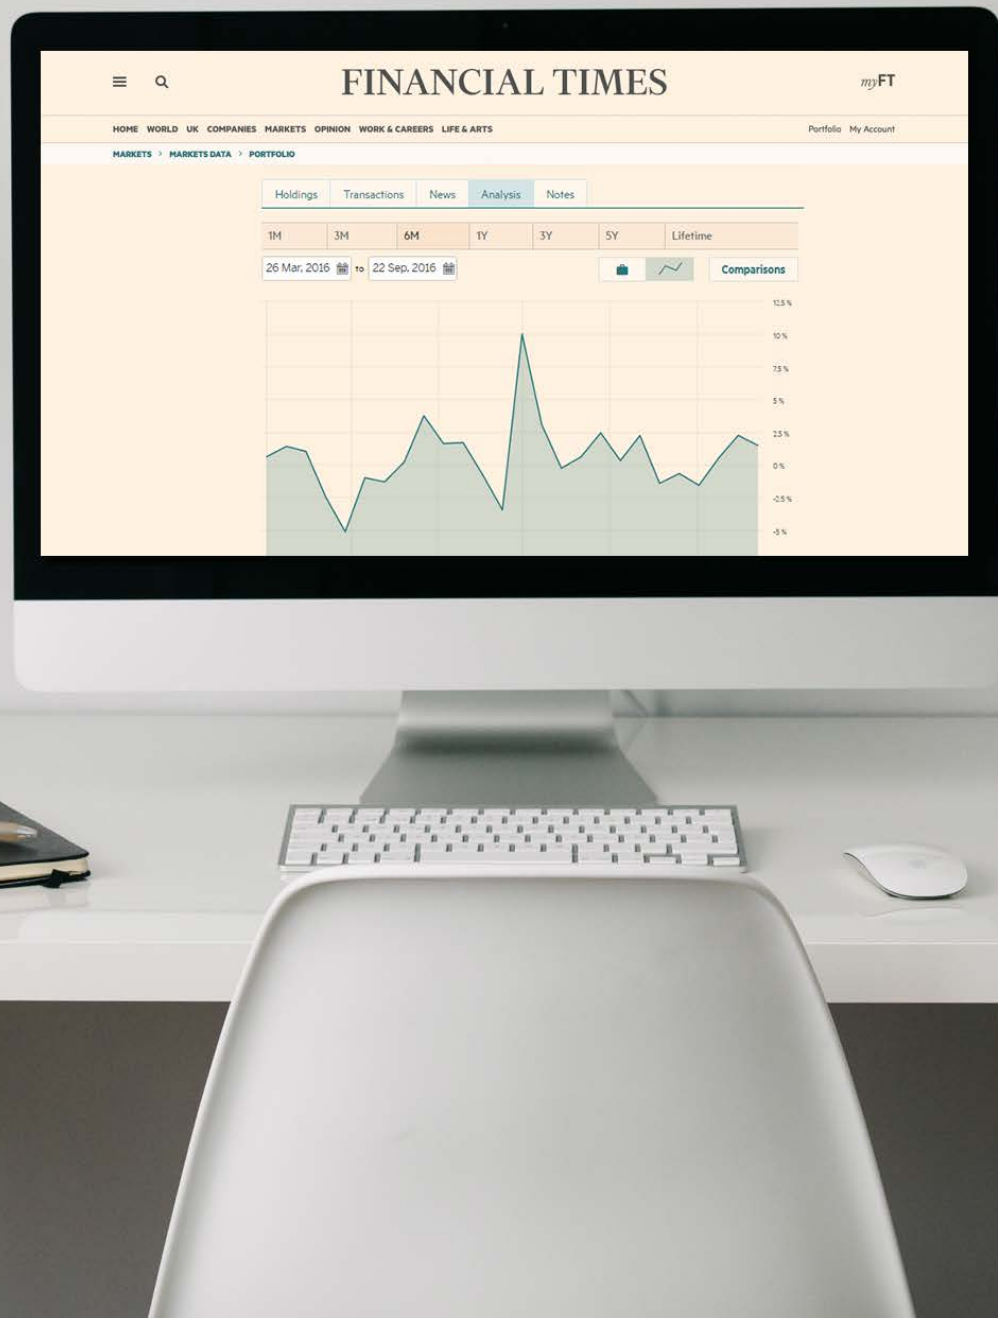 FINANCIAL TIMES
myFT
HOME WORLD UK COMPANIES MARKETS OPINION WORK & CAREERS LIFE & ARTS
Portfolio My Account
MARKETS > MARKETS DATA > PORTFOLIO
Holdings Transactions News Analysis Notes
1M 3M 6M 1Y 3Y 5Y Lifetime
26 Mar, 2016 to 22 Sep, 2016
Comparisons
12.5 %
10 %
7.5 %
5 %
2.5 %
0 %
-2.5 %
-5 %